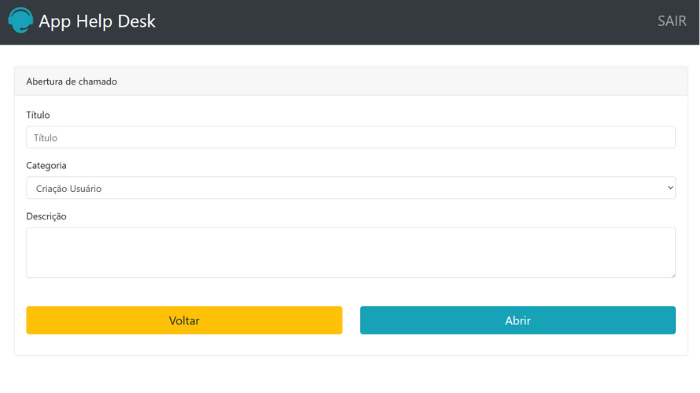 App Help Desk
SAIR
Abertura de chamado
Título
Título
Categoria
Criação Usuário
Descrição
Voltar
Abrir